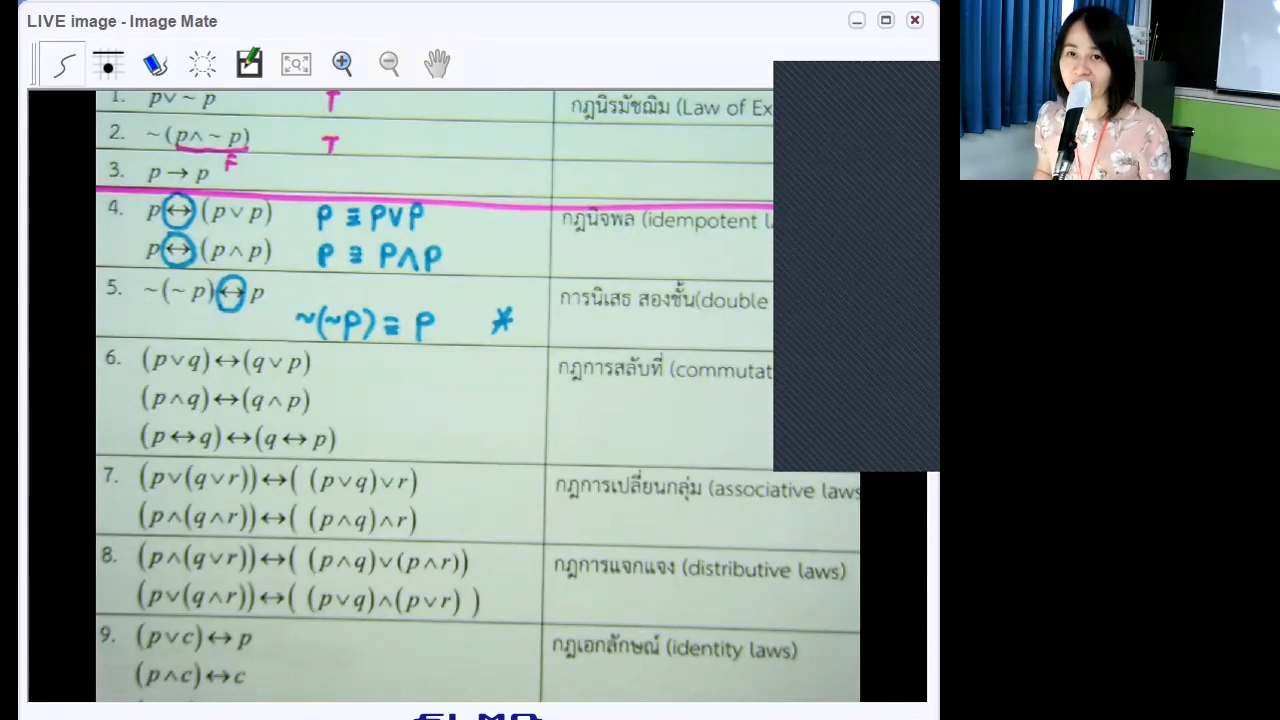 LIVE image - Image Mate
1. p∨ ~ p T กฎนิรมัชฌิม (Law of Ex
2. ~(p∧ ~ p) T
F
3. p → p
4. p↔(p∨p) p ≡ p∨p กฎนิจพล (idempotent l
p↔(p∧p) p ≡ p∧p
5. ~(~p)↔p การนิเสธ สองชั้น(double
~(~p) ≡ p *
6. (p∨q)↔(q∨p) กฎการสลับที่ (commutat
(p∧q)↔(q∧p)
(p↔q)↔(q↔p)
7. (p∨(q∨r))↔( (p∨q)∨r) กฎการเปลี่ยนกลุ่ม (associative laws
(p∧(q∧r))↔( (p∧q)∧r)
8. (p∧(q∨r))↔( (p∧q)∨(p∧r)) กฎการแจกแจง (distributive laws)
(p∨(q∧r))↔( (p∨q)∧(p∨r) )
9. (p∨c)↔p กฎเอกลักษณ์ (identity laws)
(p∧c)↔c
ELMO